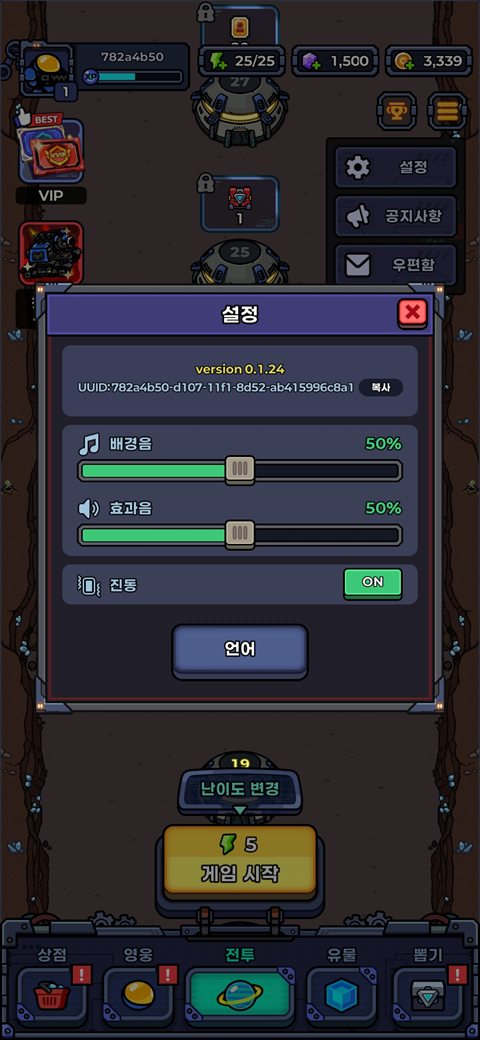 782a4b50
25/25
1,500
3,339
27
XP
1
BEST
VIP
설정
1
공지사항
25
우편함
설정
version 0.1.24
UUID:782a4b50-d107-11f1-8d52-ab415996c8a1 복사
배경음 50%
효과음 50%
진동 ON
언어
19
난이도 변경
5
게임 시작
상점 영웅 전투 유물 뽑기